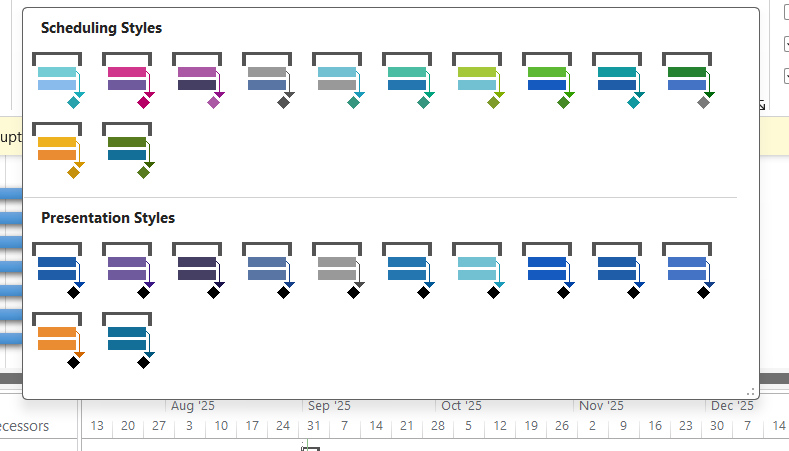 Scheduling Styles
upt
Presentation Styles
Aug '25 Sep '25 Oct '25 Nov '25 Dec '25
ecessors 13 20 27 3 10 17 24 31 7 14 21 28 5 12 19 26 2 9 16 23 30 7 14